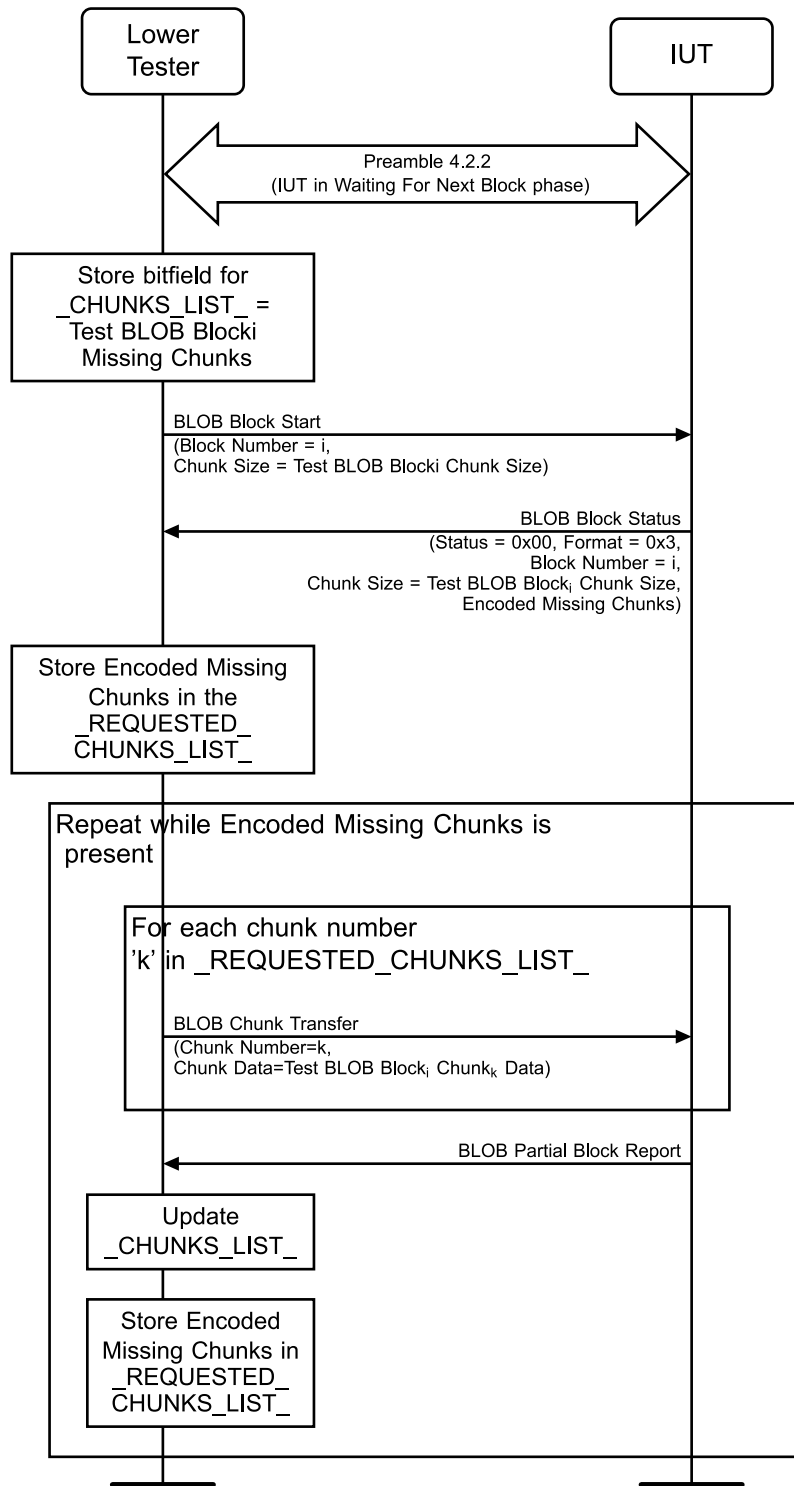 Lower
Tester
IUT
Preamble 4.2.2
(IUT in Waiting For Next Block phase)
Store bitfield for
_CHUNKS_LIST_ =
Test BLOB Blocki
Missing Chunks
BLOB Block Start
(Block Number = i,
Chunk Size = Test BLOB Blocki Chunk Size)
BLOB Block Status
(Status = 0x00, Format = 0x3,
Block Number = i,
Chunk Size = Test BLOB Blockᵢ Chunk Size,
Encoded Missing Chunks)
Store Encoded Missing
Chunks in the
_REQUESTED_
CHUNKS_LIST_
Repeat while Encoded Missing Chunks is
present
For each chunk number
'k' in _REQUESTED_CHUNKS_LIST_
BLOB Chunk Transfer
(Chunk Number=k,
Chunk Data=Test BLOB Blockᵢ Chunkₖ Data)
BLOB Partial Block Report
Update
_CHUNKS_LIST_
Store Encoded
Missing Chunks in
_REQUESTED_
CHUNKS_LIST_